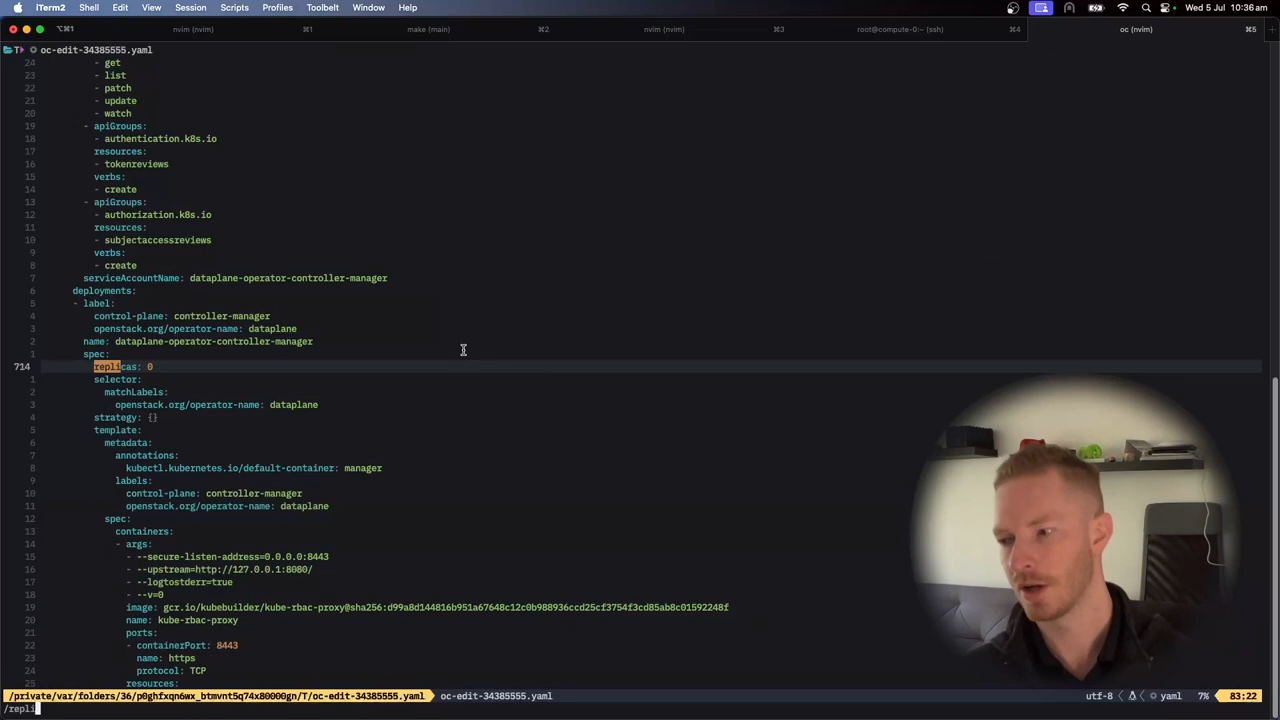 iTerm2 Shell Edit View Session Scripts Profiles Toolbelt Window Help Wed 5 Jul 10:36 am
⌥⌘1 nvim (nvim) ⌘1 make (make) ⌘2 nvim (nvim) ⌘3 root@compute-0:~ (ssh) ⌘4 oc (nvim) ⌘5
T oc-edit-34385555.yaml
24 - get
23 - list
22 - patch
21 - update
20 - watch
19 - apiGroups:
18 - authentication.k8s.io
17 resources:
16 - tokenreviews
15 verbs:
14 - create
13 - apiGroups:
12 - authorization.k8s.io
11 resources:
10 - subjectaccessreviews
9 verbs:
8 - create
7 serviceAccountName: dataplane-operator-controller-manager
6 deployments:
5 - label:
4 control-plane: controller-manager
3 openstack.org/operator-name: dataplane
2 name: dataplane-operator-controller-manager
1 spec:
714 replicas: 0
1 selector:
2 matchLabels:
3 openstack.org/operator-name: dataplane
4 strategy: {}
5 template:
6 metadata:
7 annotations:
8 kubectl.kubernetes.io/default-container: manager
9 labels:
10 control-plane: controller-manager
11 openstack.org/operator-name: dataplane
12 spec:
13 containers:
14 - args:
15 - --secure-listen-address=0.0.0.0:8443
16 - --upstream=http://127.0.0.1:8080/
17 - --logtostderr=true
18 - --v=0
19 image: gcr.io/kubebuilder/kube-rbac-proxy@sha256:d99a8d144816b951a67648c12c0b988936ccd25cf3754f3cd85ab8c01592248f
20 name: kube-rbac-proxy
21 ports:
22 - containerPort: 8443
23 name: https
24 protocol: TCP
resources:
/private/var/folders/36/p0ghfxqn6wx_btmvnt5q74x80000gn/T/oc-edit-34385555.yaml oc-edit-34385555.yaml utf-8 yaml 7% 83:22
/repli